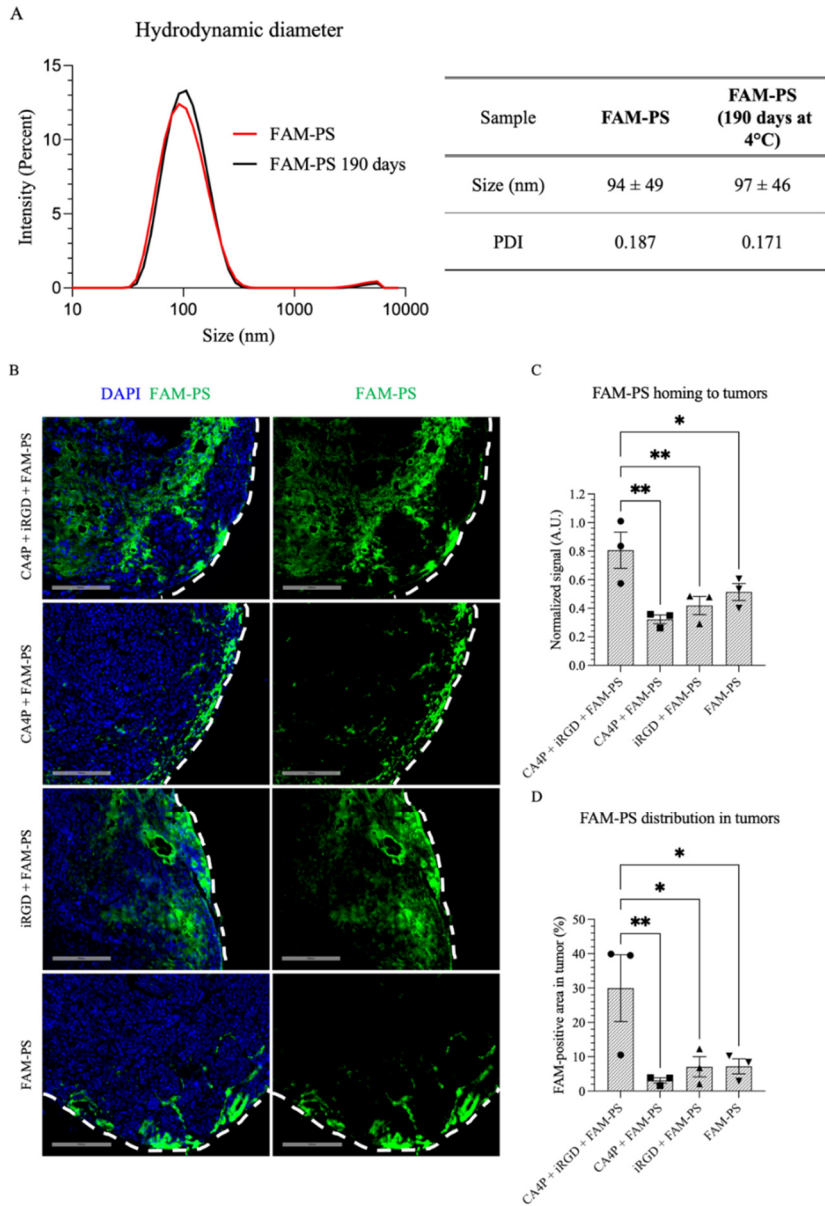 A
Hydrodynamic diameter
15
10
5
0
Intensity (Percent)
10
100
1000
10000
Size (nm)
FAM-PS
FAM-PS 190 days
Sample
FAM-PS
FAM-PS
(190 days at
4°C)
Size (nm)
94 ± 49
97 ± 46
PDI
0.187
0.171
B
DAPI FAM-PS
FAM-PS
CA4P + iRGD + FAM-PS
CA4P + FAM-PS
iRGD + FAM-PS
FAM-PS
C
FAM-PS homing to tumors
*
**
**
1.2
1.0
0.8
0.6
0.4
0.2
0.0
Normalized signal (A.U.)
CA4P + iRGD + FAM-PS
CA4P + FAM-PS
iRGD + FAM-PS
FAM-PS
D
FAM-PS distribution in tumors
*
*
**
50
40
30
20
10
0
FAM-positive area in tumor (%)
CA4P + iRGD + FAM-PS
CA4P + FAM-PS
iRGD + FAM-PS
FAM-PS